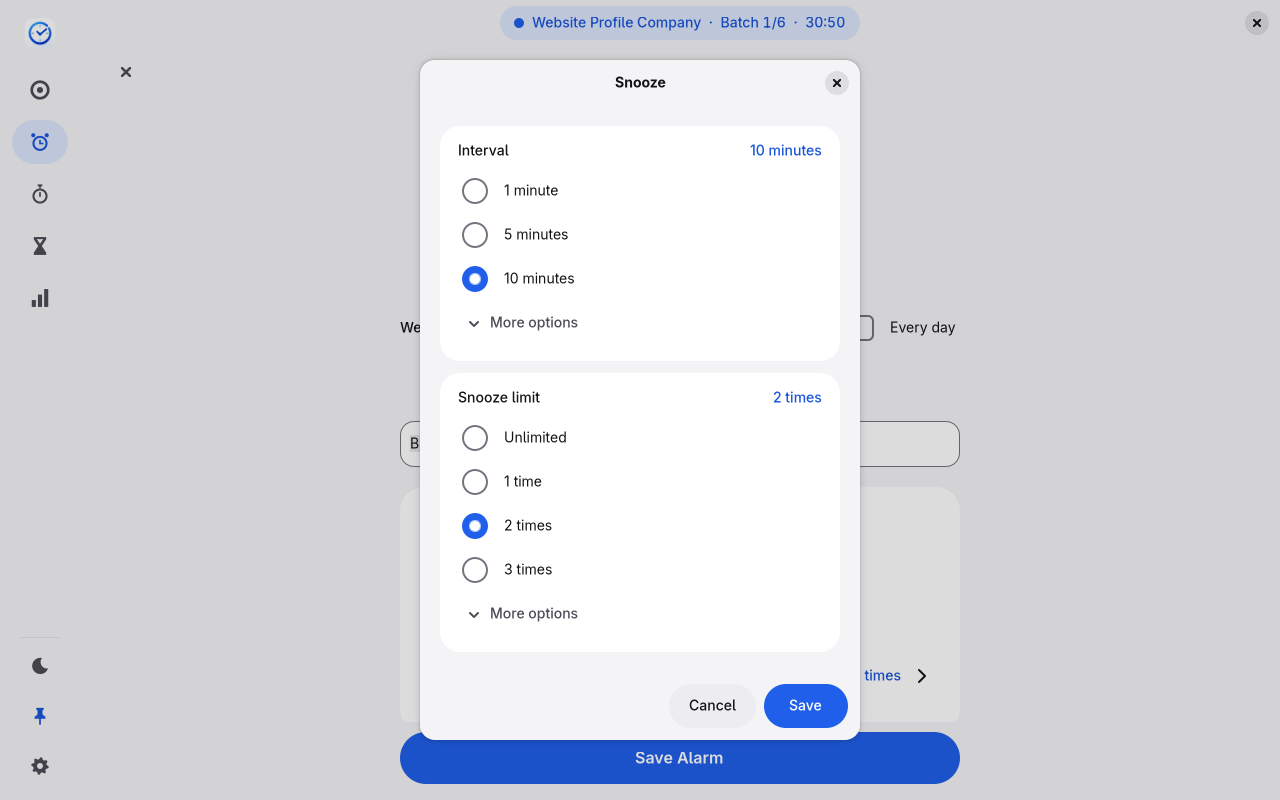 Website Profile Company · Batch 1/6 · 30:50
Snooze
Interval
10 minutes
1 minute
5 minutes
10 minutes
More options
We
Every day
Snooze limit
2 times
Unlimited
B
1 time
2 times
3 times
More options
times
Cancel
Save
Save Alarm